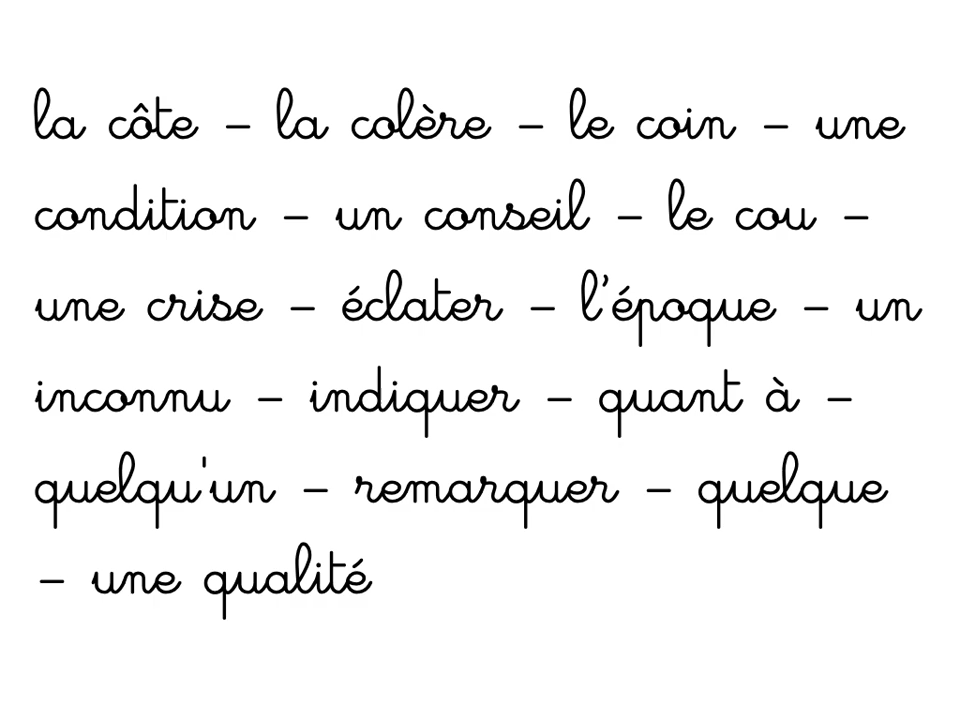 la côte – la colère – le coin – une
condition – un conseil – le cou –
une crise – éclater – l’époque – un
inconnu – indiquer – quant à –
quelqu'un – remarquer – quelque
– une qualité